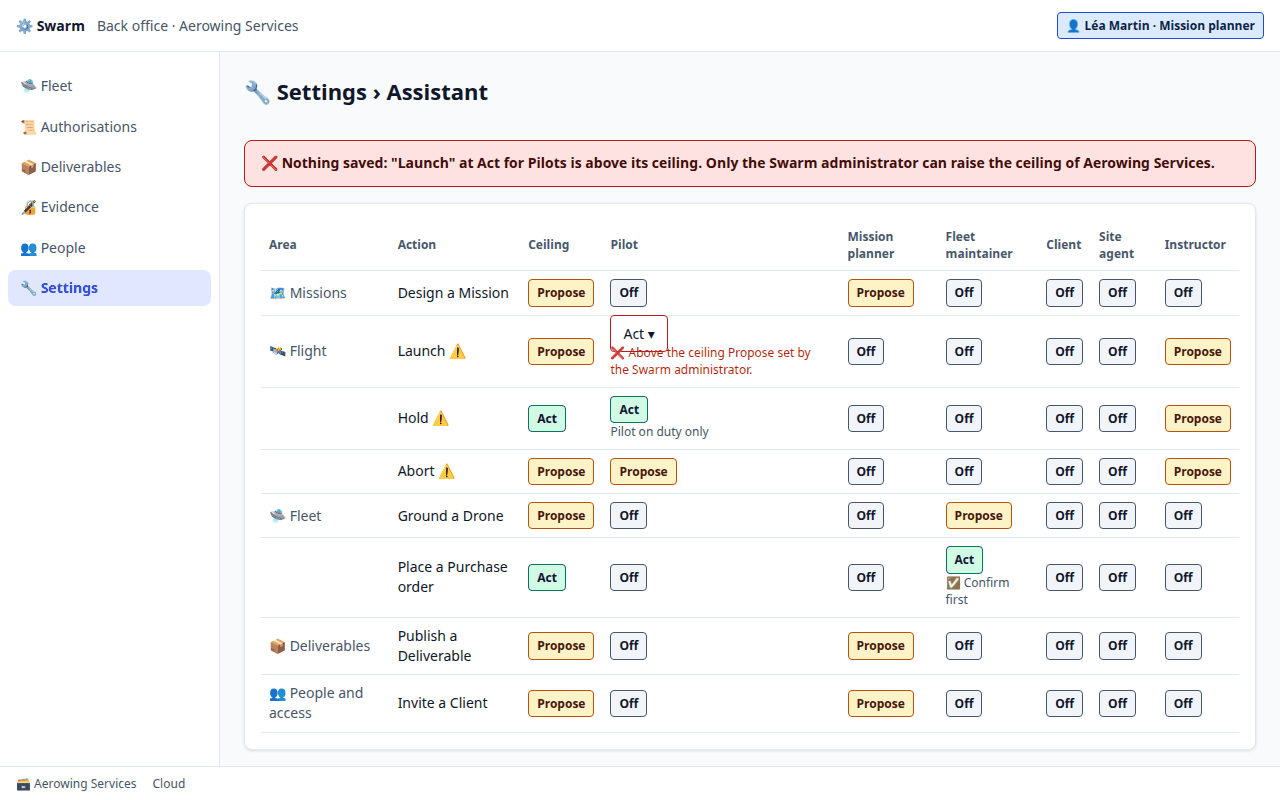 ⚙️ Swarm Back office · Aerowing Services
👤 Léa Martin · Mission planner
🛸 Fleet
📜 Authorisations
📦 Deliverables
🔏 Evidence
👥 People
🔧 Settings
🔧 Settings › Assistant
❌ Nothing saved: "Launch" at Act for Pilots is above its ceiling. Only the Swarm administrator can raise the ceiling of Aerowing Services.
Area Action Ceiling Pilot Mission planner Fleet maintainer Client Site agent Instructor
🗺️ Missions Design a Mission Propose Off Propose Off Off Off Off
🛰️ Flight Launch ⚠️ Propose Act ▾ Off Off Off Off Propose
❌ Above the ceiling Propose set by
the Swarm administrator.
Hold ⚠️ Act Act Off Off Off Off Propose
Pilot on duty only
Abort ⚠️ Propose Propose Off Off Off Off Propose
🛸 Fleet Ground a Drone Propose Off Off Propose Off Off Off
Place a Purchase order Act Off Off Act Off Off Off
✅ Confirm
first
📦 Deliverables Publish a Deliverable Propose Off Propose Off Off Off Off
👥 People and access Invite a Client Propose Off Propose Off Off Off Off
🗃️ Aerowing Services Cloud